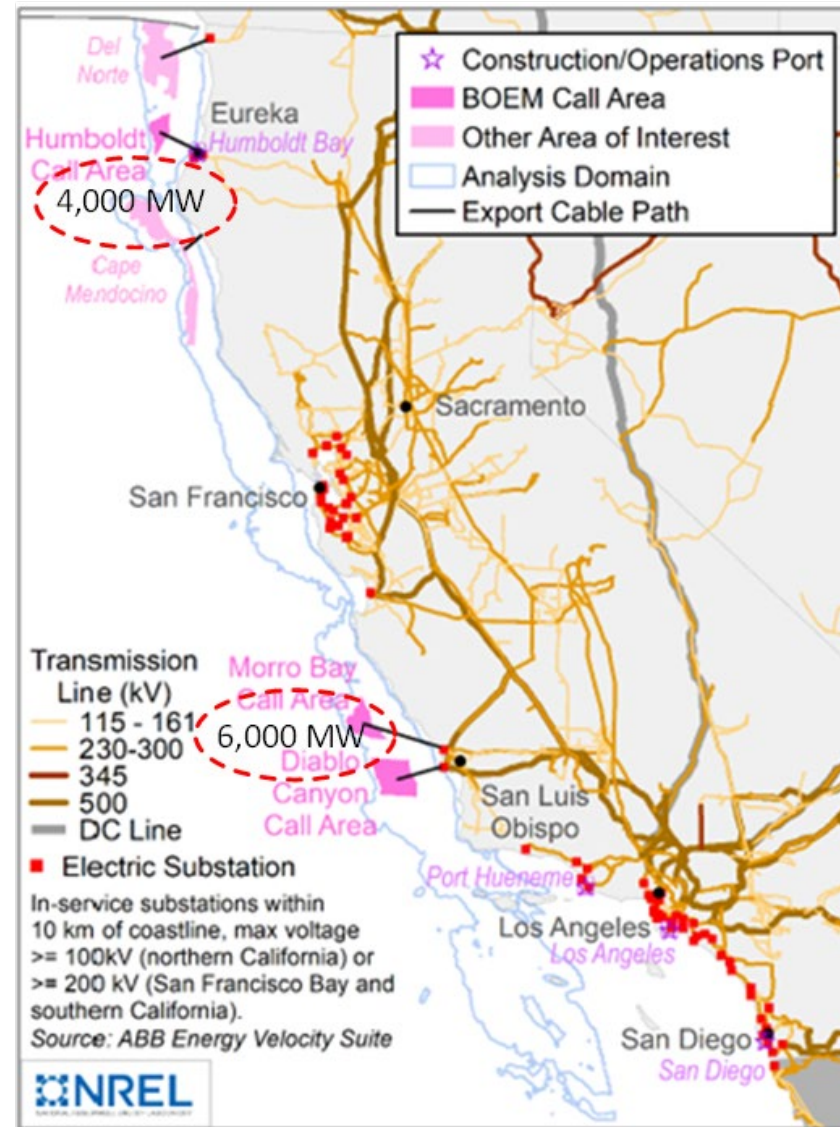 Del
Norte
Eureka
Humboldt Bay
Humboldt
Call Area
4,000 MW
Cape
Mendocino
Construction/Operations Port
BOEM Call Area
Other Area of Interest
Analysis Domain
Export Cable Path
Sacramento
San Francisco
Morro Bay
Call Area
6,000 MW
Diablo
Canyon
Call Area
San Luis
Obispo
Port Hueneme
Los Angeles
Los Angeles
San Diego
San Diego
Transmission
Line (kV)
115 - 161
230-300
345
500
DC Line
Electric Substation
In-service substations within
10 km of coastline, max voltage
>= 100kV (northern California) or
>= 200 kV (San Francisco Bay and
southern California).
Source: ABB Energy Velocity Suite
NREL